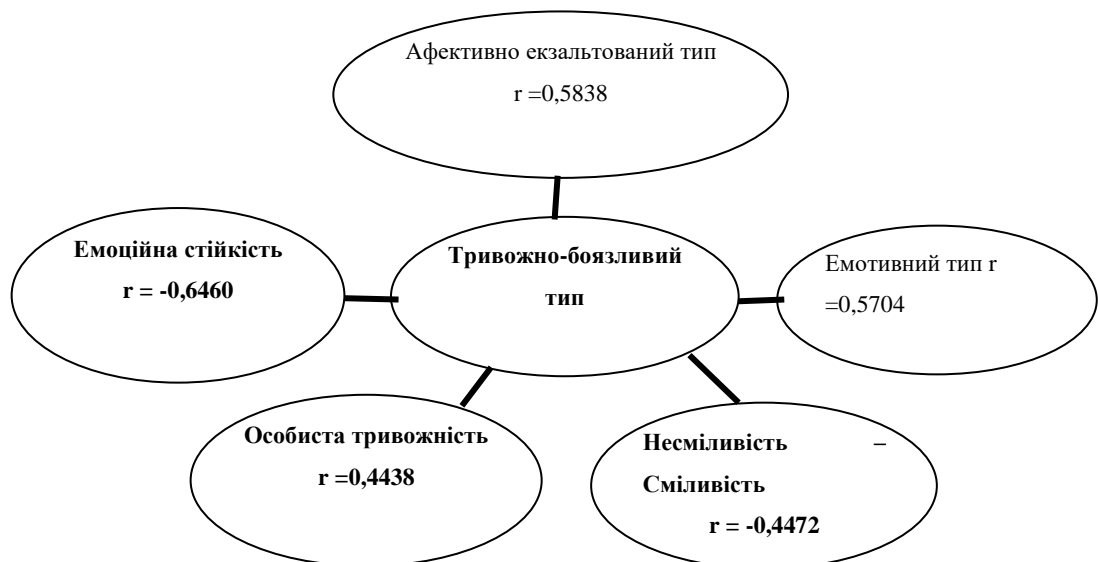 Афективно екзальтований тип
r =0,5838
Емоційна стійкість
r = -0,6460
Тривожно-боязливий
тип
Емотивний тип r
=0,5704
Особиста тривожність
r =0,4438
Несміливість –
Сміливість
r = -0,4472